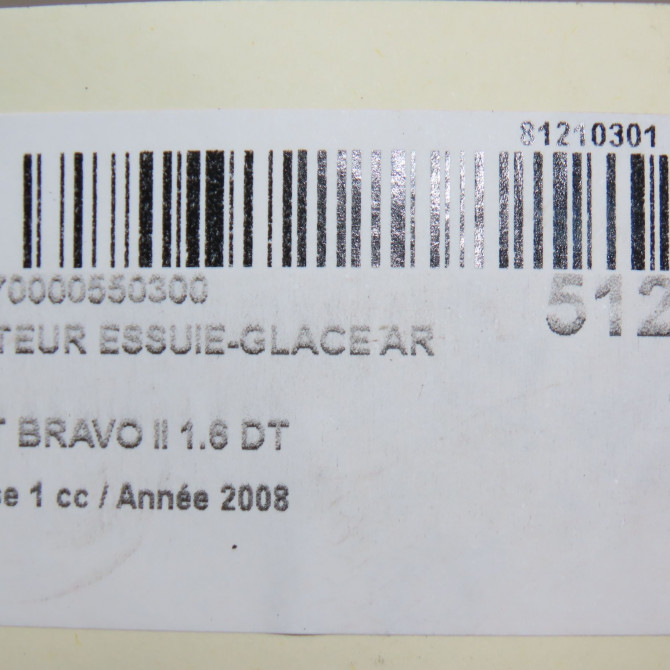 81210301
70000550300
512
TEUR ESSUIE-GLACE AR
T BRAVO II 1.6 DT
se 1 cc / Année 2008